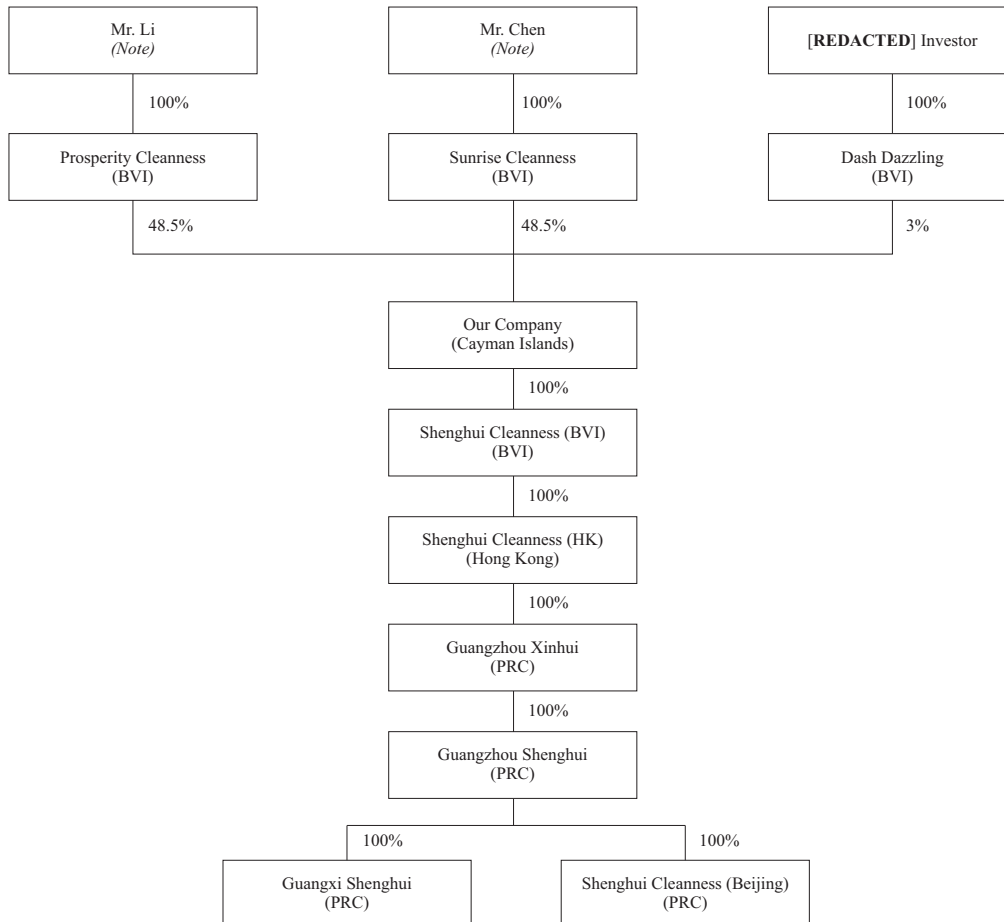 Mr. Li
(Note)
Mr. Chen
(Note)
[REDACTED] Investor
100%
100%
100%
Prosperity Cleanness
(BVI)
Sunrise Cleanness
(BVI)
Dash Dazzling
(BVI)
48.5%
48.5%
3%
Our Company
(Cayman Islands)
100%
Shenghui Cleanness (BVI)
(BVI)
100%
Shenghui Cleanness (HK)
(Hong Kong)
100%
Guangzhou Xinhui
(PRC)
100%
Guangzhou Shenghui
(PRC)
100%
100%
Guangxi Shenghui
(PRC)
Shenghui Cleanness (Beijing)
(PRC)